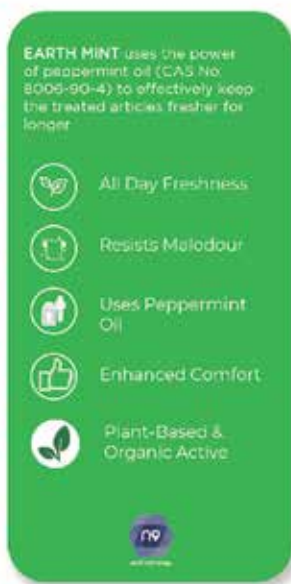 EARTH MINT uses the power
of peppermint oil (CAS No:
8006-90-4) to effectively keep
the treated articles fresher for
longer
All Day Freshness
Resists Malodour
Uses Peppermint
Oil
Enhanced Comfort
Plant-Based &
Organic Active
n9